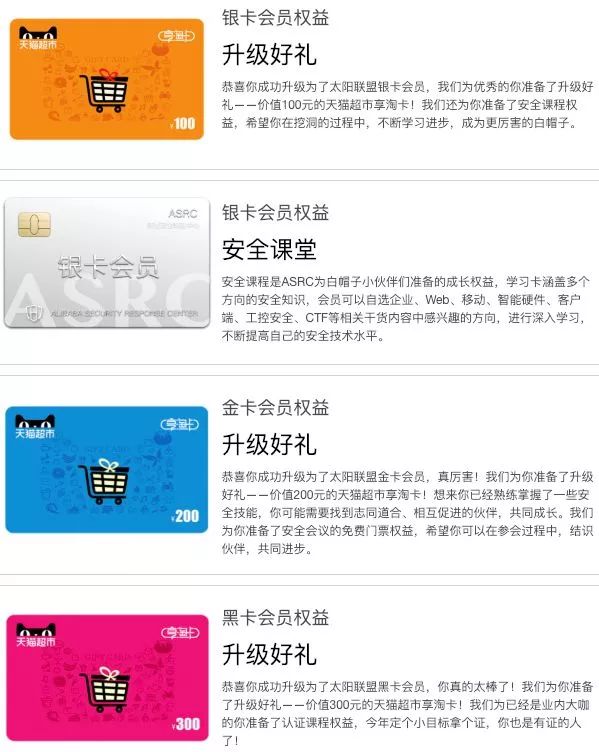 天猫超市
享淘卡
GIFT CARD
¥100
银卡会员权益
升级好礼
恭喜你成功升级为了太阳联盟银卡会员，我们为优秀的你准备了升级好
礼——价值100元的天猫超市享淘卡！我们还为你准备了安全课程权
益，希望你在挖洞的过程中，不断学习进步，成为更厉害的白帽子。
ASRC
银卡会员
ASRC
ALIBABA SECURITY RESPONSE CENTER
银卡会员权益
安全课堂
安全课程是ASRC为白帽子小伙伴们准备的成长权益，学习卡涵盖多个
方向的安全知识，会员可以自选企业、Web、移动、智能硬件、客户
端、工控安全、CTF等相关干货内容中感兴趣的方向，进行深入学习，
不断提高自己的安全技术水平。
天猫超市
享淘卡
GIFT CARD
¥200
金卡会员权益
升级好礼
恭喜你成功升级为了太阳联盟金卡会员，真厉害！我们为你准备了升级
好礼——价值200元的天猫超市享淘卡！想来你已经熟练掌握了一些安
全技能，你可能需要找到志同道合、相互促进的伙伴，共同成长。我们
为你准备了安全会议的免费门票权益，希望你可以在参会过程中，结识
伙伴，共同进步。
天猫超市
享淘卡
GIFT CARD
¥300
黑卡会员权益
升级好礼
恭喜你成功升级为了太阳联盟黑卡会员，你真的太棒了！我们为你准备
了升级好礼——价值300元的天猫超市享淘卡！我们为已经是业内大咖
的你准备了认证课程权益，今年定个小目标拿个证，你也是有证的人
了！